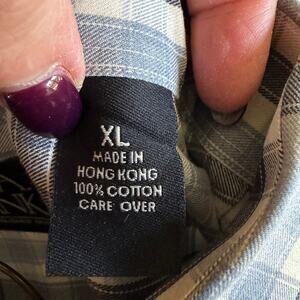 XL
MADE IN
HONG KONG
100% COTTON
CARE OVER